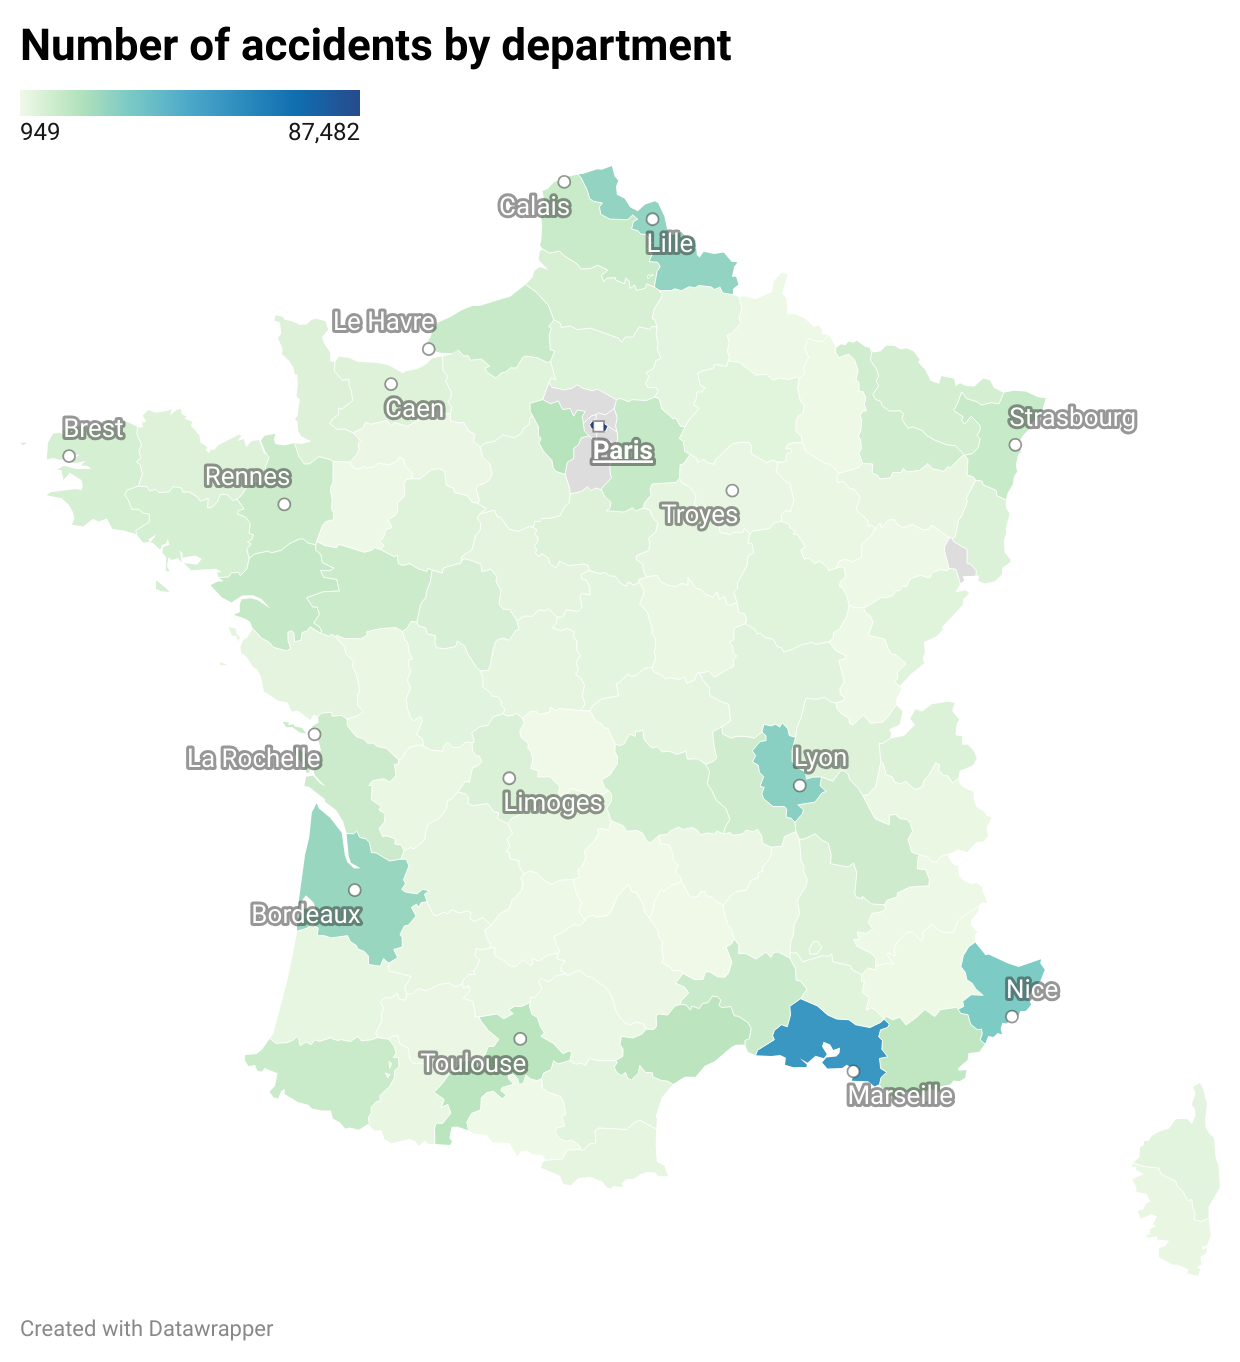 Number of accidents by department
949 87,482
Calais
Lille
Le Havre
Caen
Brest
Strasbourg
Paris
Rennes
Troyes
La Rochelle
Lyon
Limoges
Bordeaux
Nice
Toulouse
Marseille
Created with Datawrapper